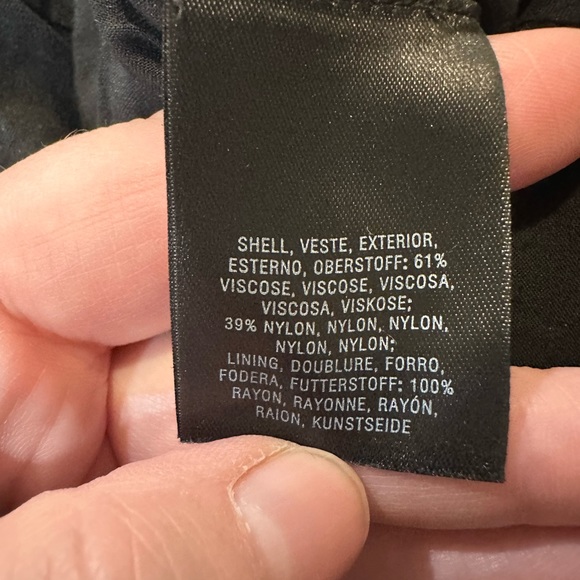 SHELL, VESTE, EXTERIOR,
ESTERNO, OBERSTOFF: 61%
VISCOSE, VISCOSE, VISCOSA,
VISCOSA, VISKOSE;
39% NYLON, NYLON, NYLON,
NYLON, NYLON;
LINING, DOUBLURE, FORRO,
FODERA, FUTTERSTOFF: 100%
RAYON, RAYONNE, RAYÓN,
RAION, KUNSTSEIDE